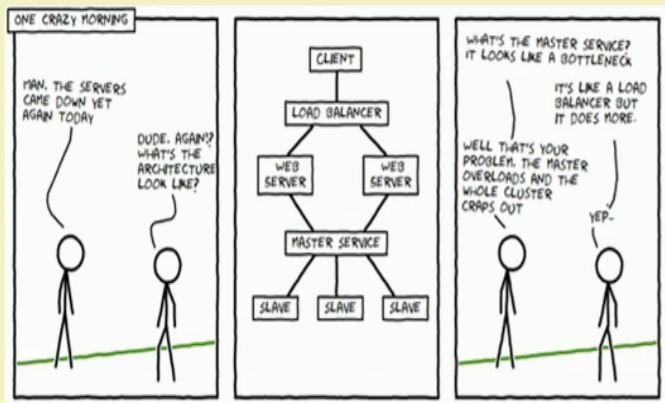 ONE CRAZY MORNING
MAN, THE SERVERS
CAME DOWN YET
AGAIN TODAY
DUDE, AGAIN!?
WHAT'S THE
ARCHITECTURE
LOOK LIKE?
CLIENT
LOAD BALANCER
WEB
SERVER
WEB
SERVER
MASTER SERVICE
SLAVE
SLAVE
SLAVE
WHAT'S THE MASTER SERVICE?
IT LOOKS LIKE A BOTTLENECK
IT'S LIKE A LOAD
BALANCER BUT
IT DOES MORE.
WELL THAT'S YOUR
PROBLEM. THE MASTER
OVERLOADS AND THE
WHOLE CLUSTER
CRAPS OUT
YEP..